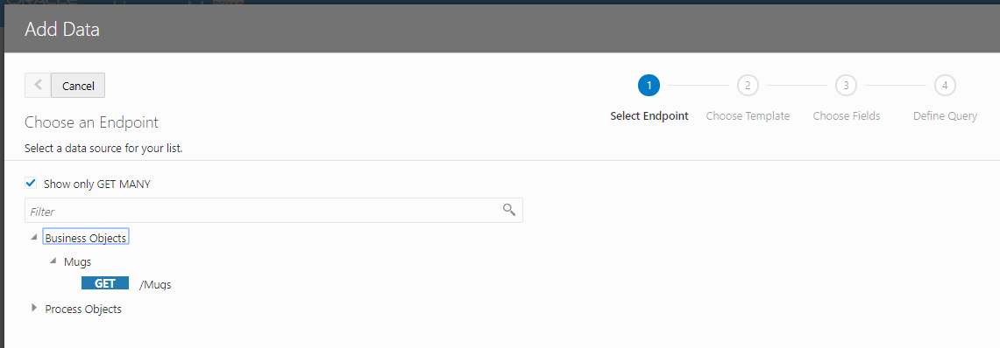 ORACLE
Add Data
Cancel
1 2 3 4
Select Endpoint Choose Template Choose Fields Define Query
Choose an Endpoint
Select a data source for your list.
Show only GET MANY
Filter
Business Objects
Mugs
GET /Mugs
Process Objects